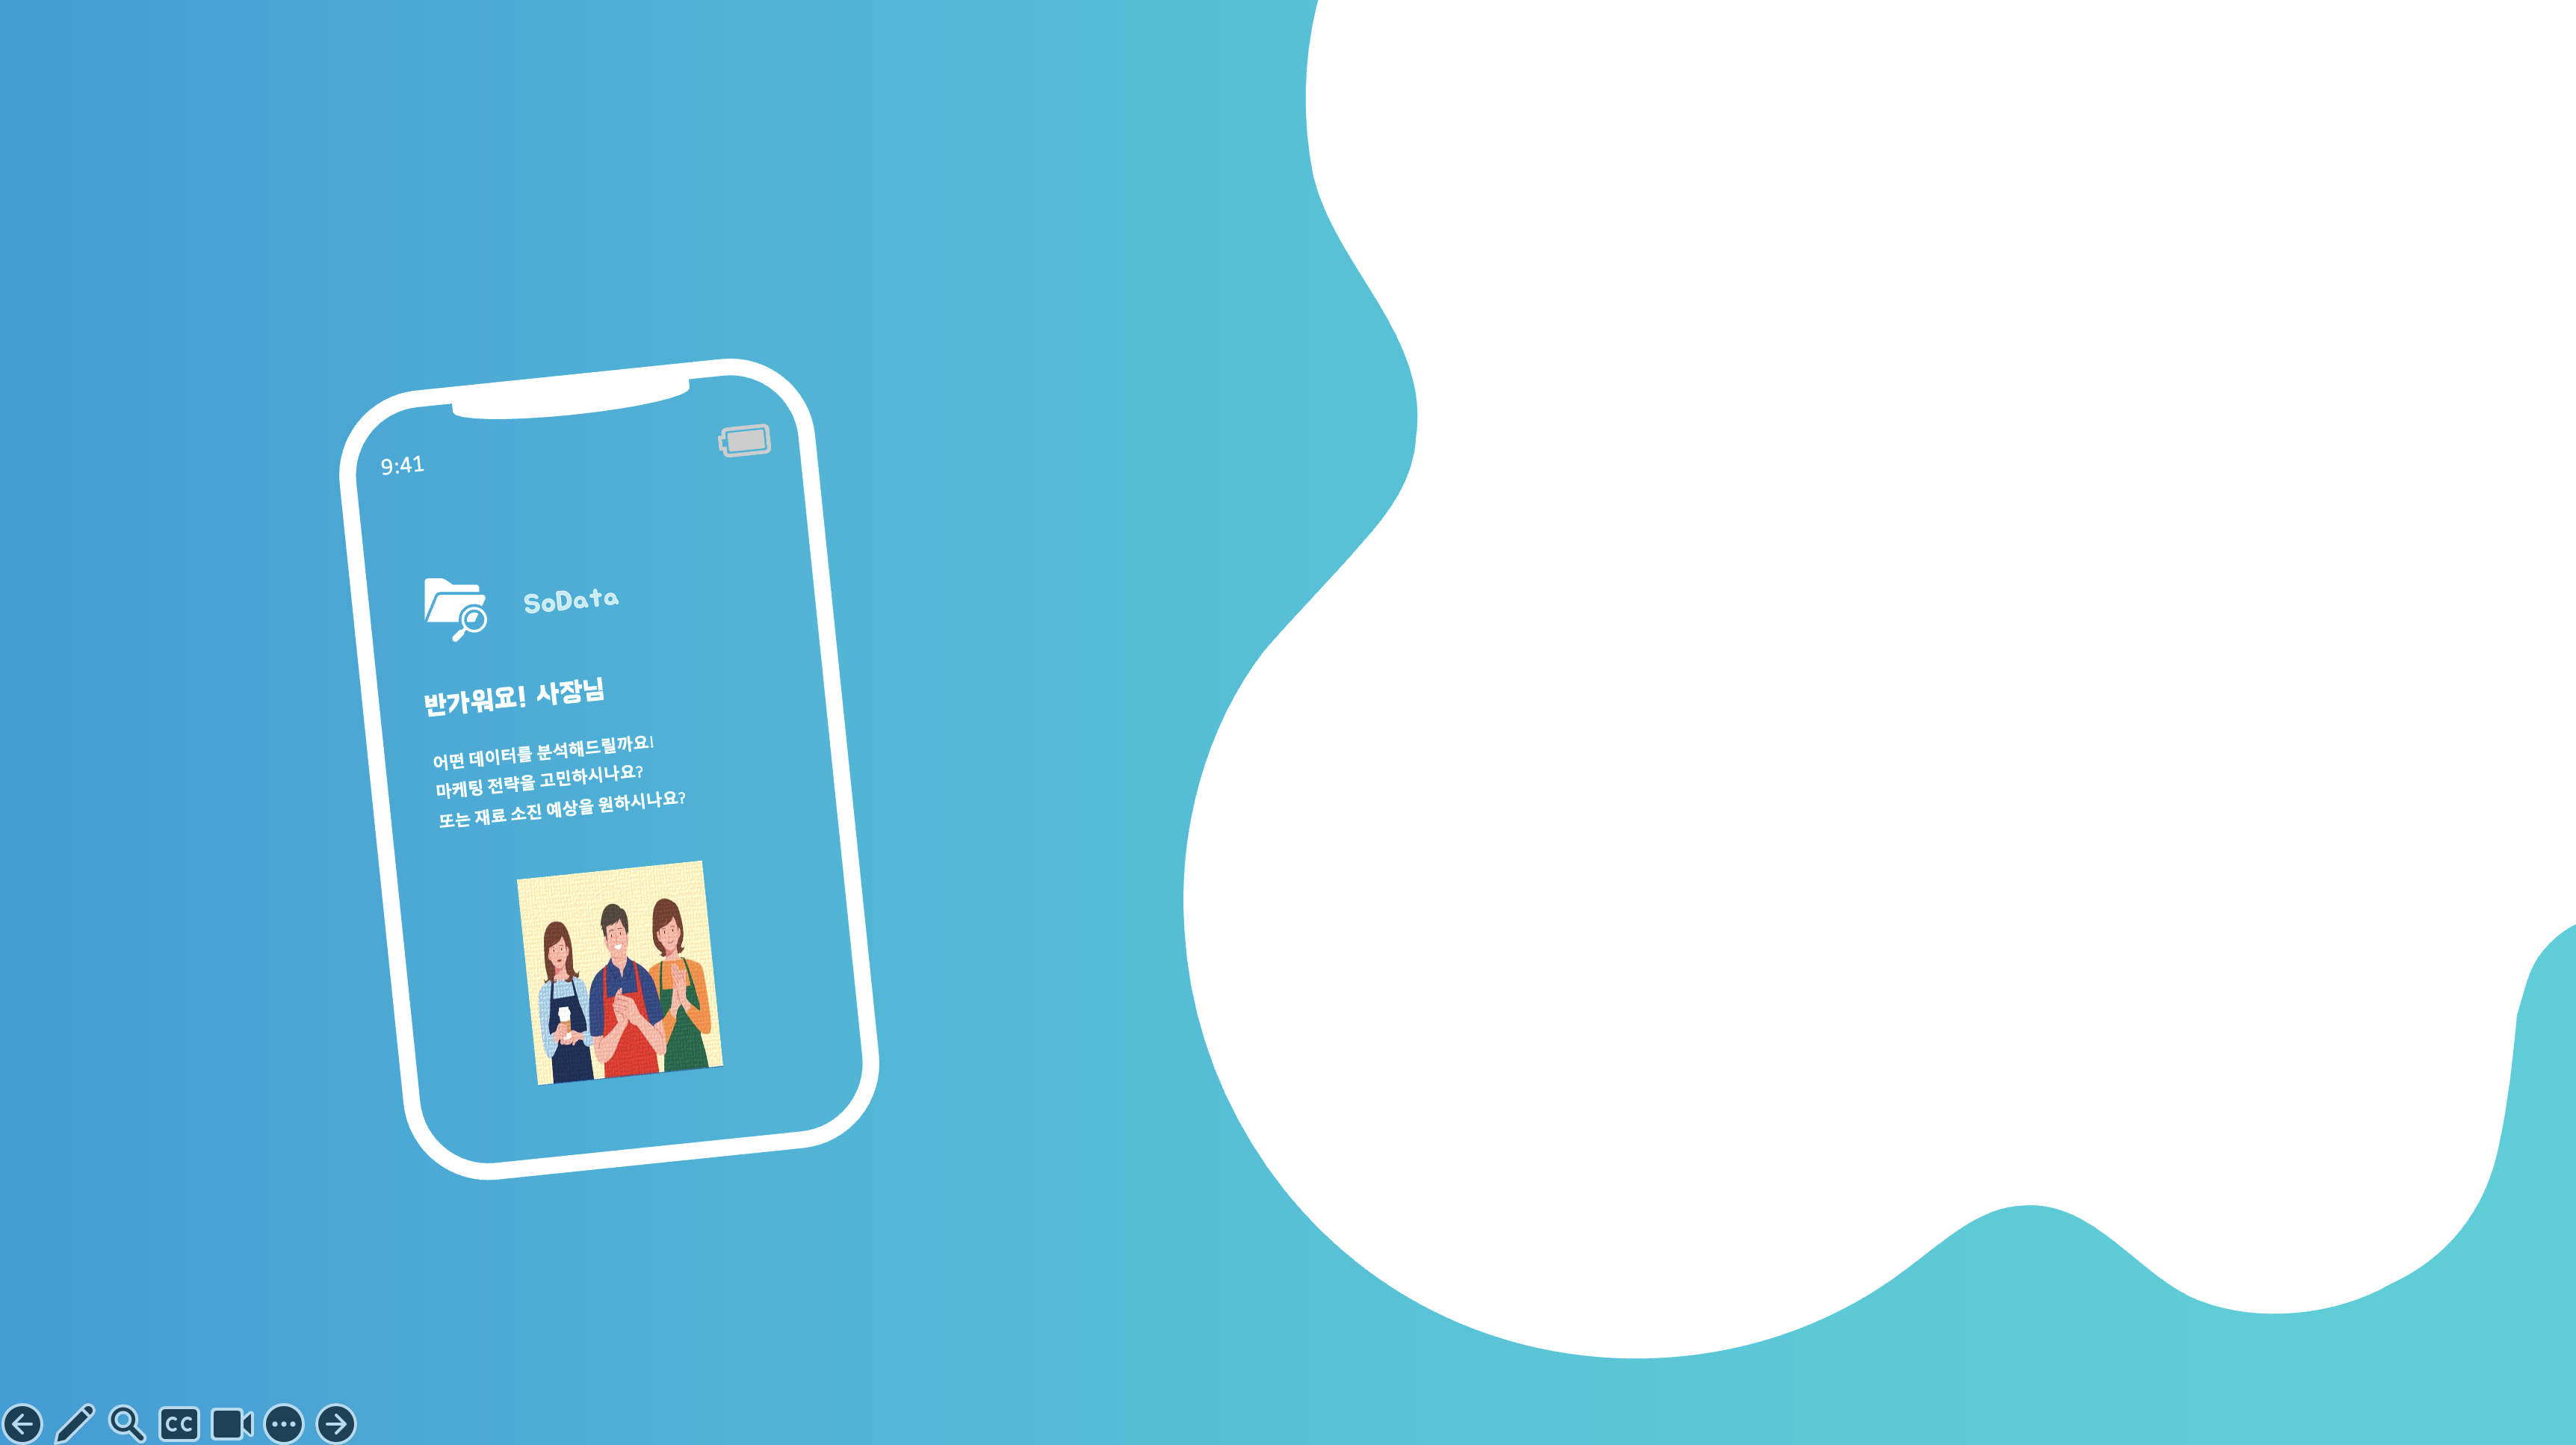 9:41
SoData
반가워요! 사장님
어떤 데이터를 분석해드릴까요!
마케팅 전략을 고민하시나요?
또는 재료 소진 예상을 원하시나요?
CC